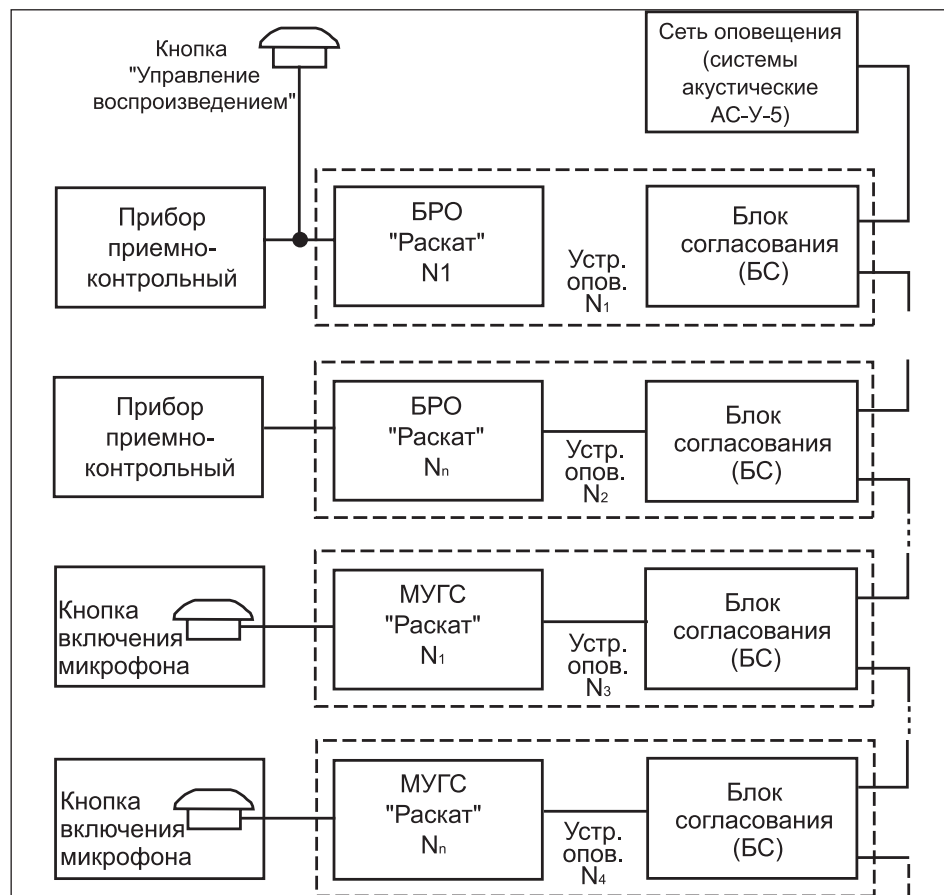 Кнопка
"Управление
воспроизведением"
Сеть оповещения
(системы
акустические
АС-У-5)
Прибор
приемно-
контрольный
БРО
"Раскат"
N1
Устр.
опов.
N1
Блок
согласования
(БС)
Прибор
приемно-
контрольный
БРО
"Раскат"
Nn
Устр.
опов.
N2
Блок
согласования
(БС)
Кнопка
включения
микрофона
МУГС
"Раскат"
N1
Устр.
опов.
N3
Блок
согласования
(БС)
Кнопка
включения
микрофона
МУГС
"Раскат"
Nn
Устр.
опов.
N4
Блок
согласования
(БС)